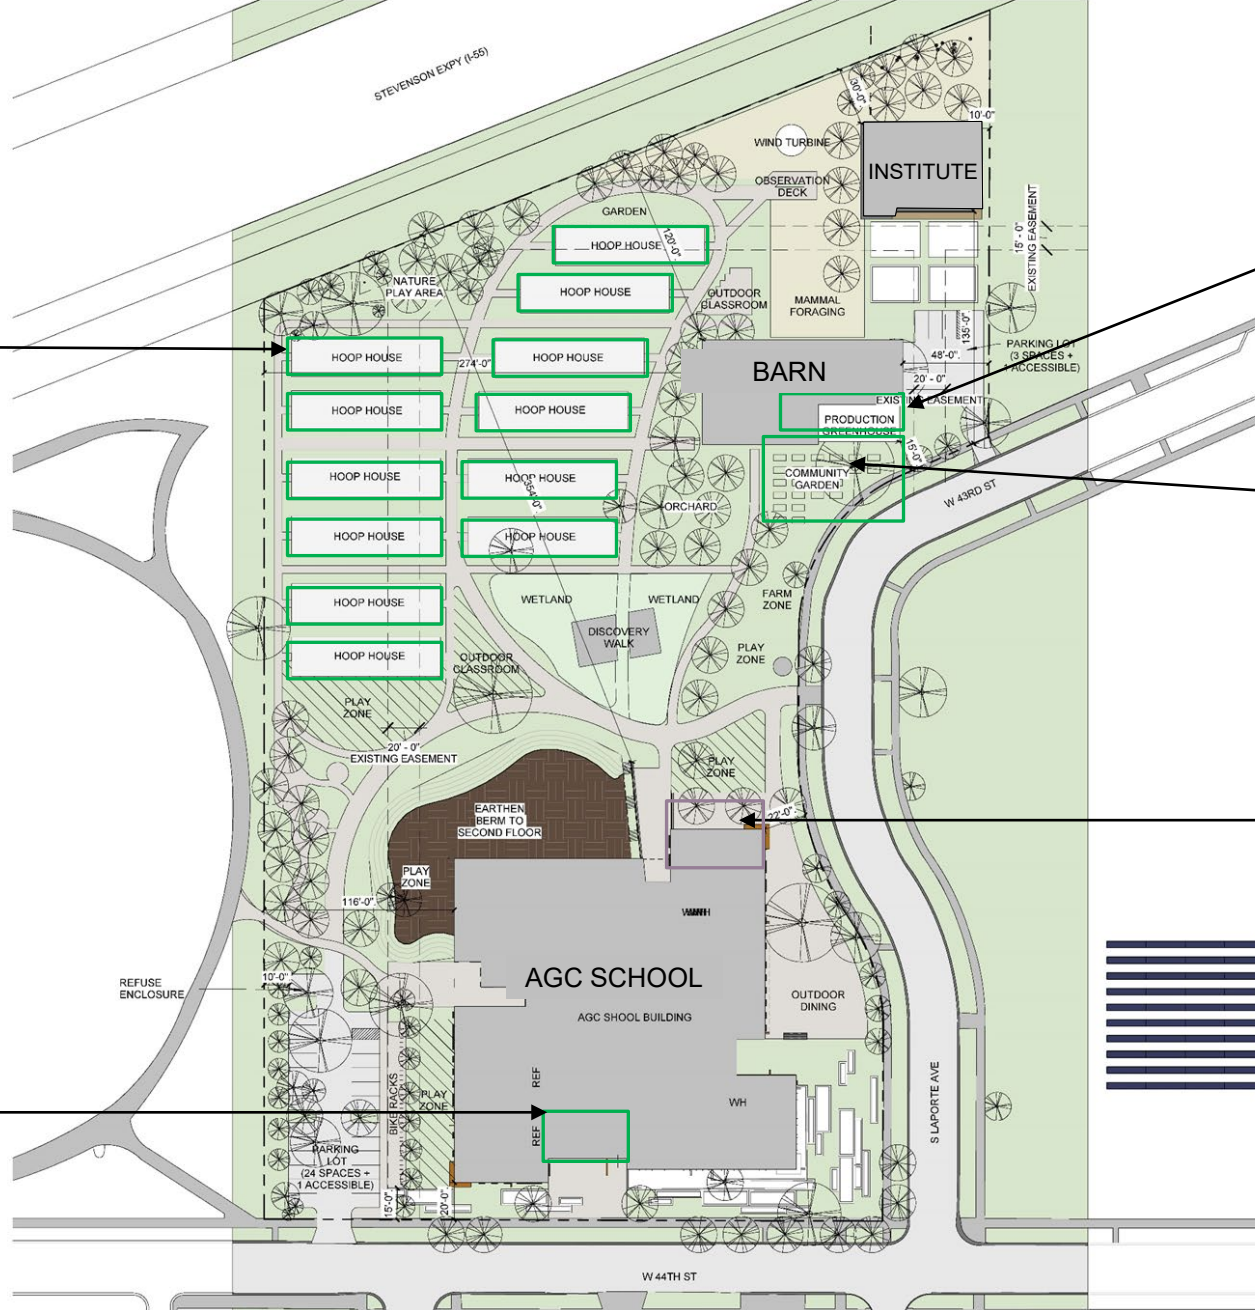 STEVENSON EXPY (I-55)
30'-0"
10'-0"
WIND TURBINE
INSTITUTE
OBSERVATION
DECK
GARDEN
15' - 0"
EXISTING EASEMENT
HOOP HOUSE
120'-0"
NATURE
PLAY AREA
HOOP HOUSE
OUTDOOR
CLASSROOM
MAMMAL
FORAGING
135'-0"
HOOP HOUSE
274'-0"
HOOP HOUSE
BARN
48'-0"
PARKING LOT
(3 SPACES +
1 ACCESSIBLE)
20' - 0"
EXISTING EASEMENT
HOOP HOUSE
HOOP HOUSE
PRODUCTION
GREENHOUSE
15'-0"
HOOP HOUSE
HOOP HOUSE
354'-0"
COMMUNITY
GARDEN
W 43RD ST
ORCHARD
HOOP HOUSE
HOOP HOUSE
HOOP HOUSE
WETLAND
WETLAND
FARM
ZONE
DISCOVERY
WALK
HOOP HOUSE
OUTDOOR
CLASSROOM
PLAY
ZONE
PLAY
ZONE
20' - 0"
EXISTING EASEMENT
PLAY
ZONE
EARTHEN
BERM TO
SECOND FLOOR
22'-0"
PLAY
ZONE
116'-0"
WH
AGC SCHOOL
10'-0"
REFUSE
ENCLOSURE
OUTDOOR
DINING
AGC SHOOL BUILDING
REF
REF
BIKE RACKS
PLAY
ZONE
WH
S LAPORTE AVE
PARKING
LOT
(24 SPACES +
1 ACCESSIBLE)
15'-0"
20'-0"
W 44TH ST